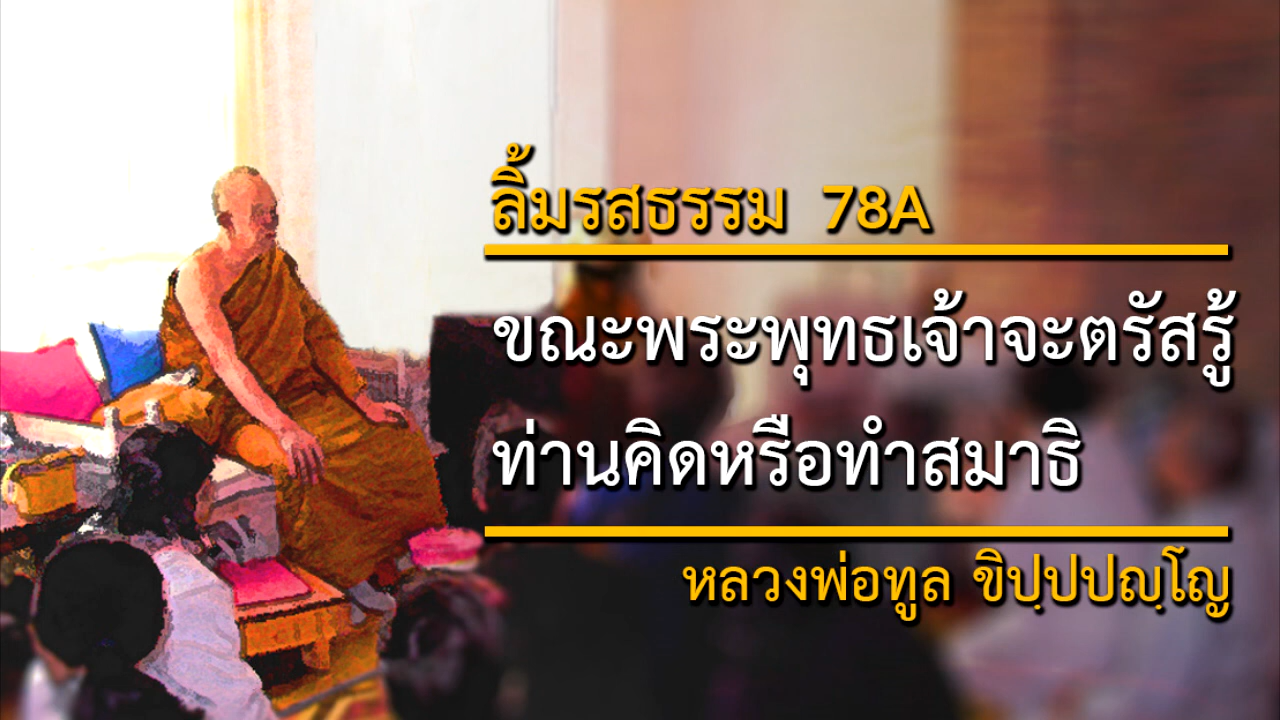 ลิ้มรสธรรม 78A
ขณะพระพุทธเจ้าจะตรัสรู้
ท่านคิดหรือทำสมาธิ
หลวงพ่อทูล ขิปฺปปญฺโญ